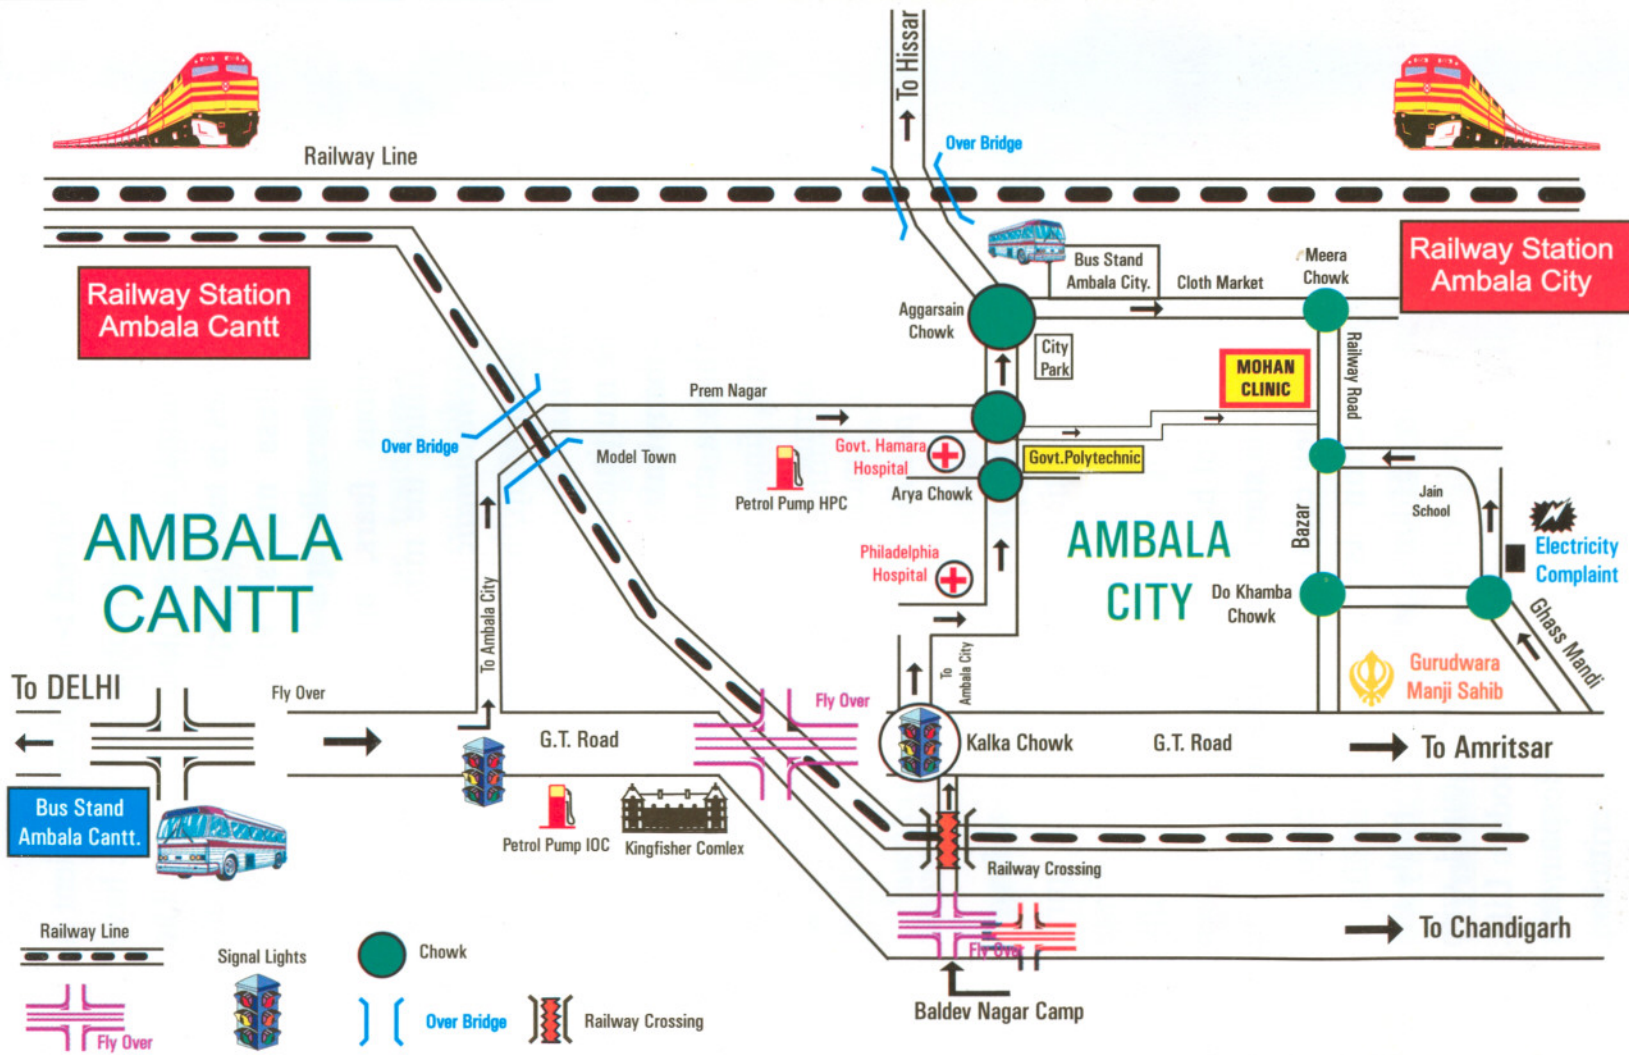 To Hissar
Over Bridge
Railway Line
Railway Station
Ambala Cantt
Bus Stand
Ambala City.
Cloth Market
Meera
Chowk
Railway Station
Ambala City
Aggarsain
Chowk
City
Park
MOHAN
CLINIC
Railway Road
Prem Nagar
Over Bridge
Model Town
Petrol Pump HPC
Govt. Hamara
Hospital
Govt.Polytechnic
Arya Chowk
Jain
School
Bazar
AMBALA
CANTT
AMBALA
CITY
Philadelphia
Hospital
Electricity
Complaint
Do Khamba
Chowk
Ghass Mandi
To Ambala City
To
Ambala City
Gurudwara
Manji Sahib
To DELHI
Fly Over
Fly Over
G.T. Road
Kalka Chowk
G.T. Road
To Amritsar
Bus Stand
Ambala Cantt.
Petrol Pump IOC
Kingfisher Comlex
Railway Crossing
To Chandigarh
Fly Over
Baldev Nagar Camp
Railway Line
Signal Lights
Chowk
Fly Over
Over Bridge
Railway Crossing